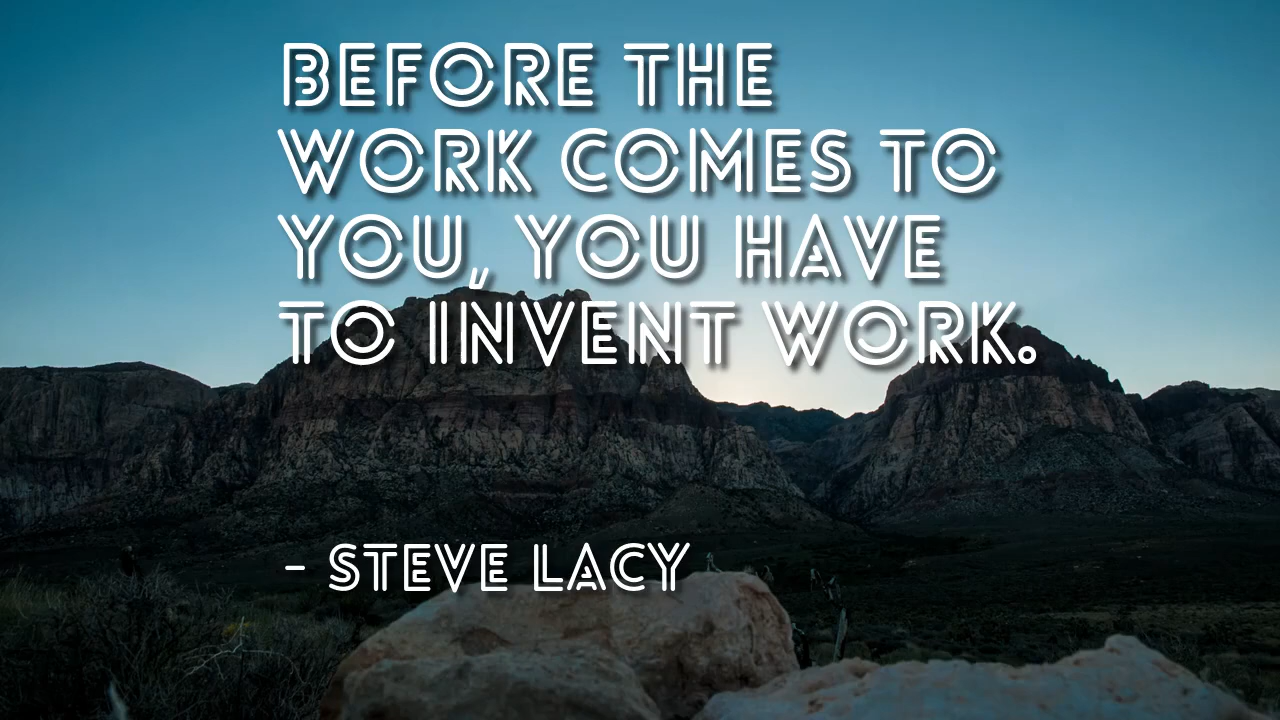 BEFORE THE
WORK COMES TO
YOU, YOU HAVE
TO INVENT WORK.
- STEVE LACY